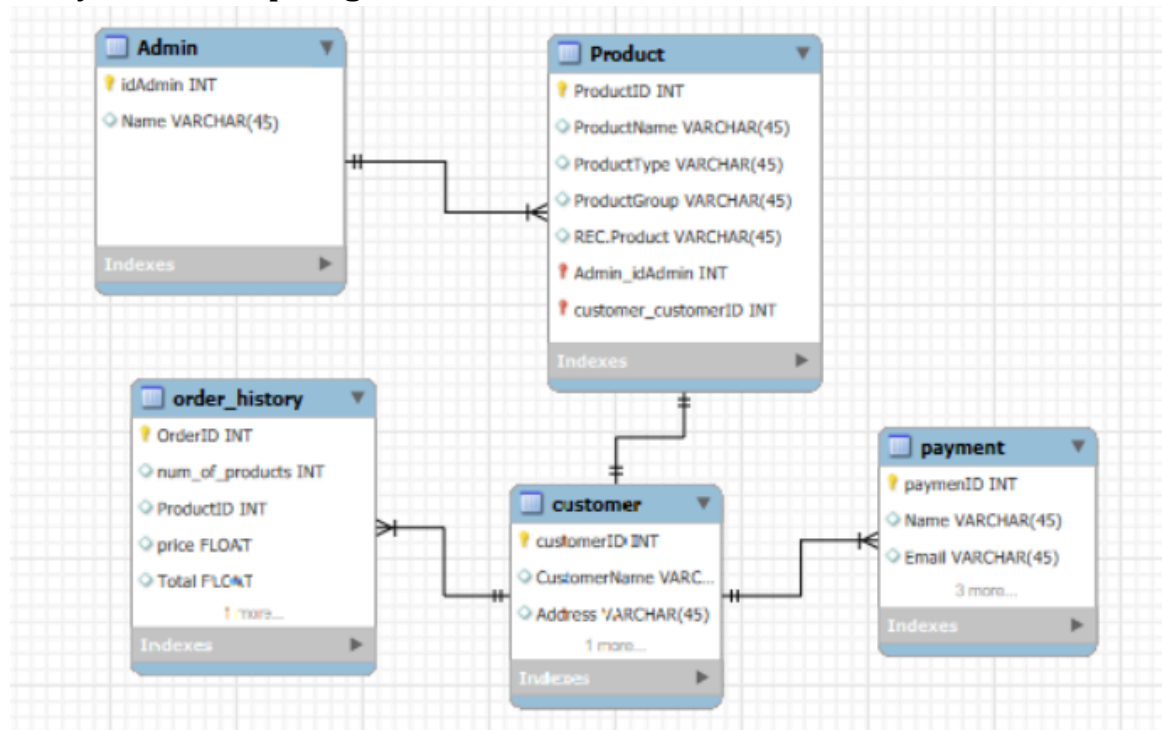 Admin
idAdmin INT
Name VARCHAR(45)
Indexes
Product
ProductID INT
ProductName VARCHAR(45)
ProductType VARCHAR(45)
ProductGroup VARCHAR(45)
REC.Product VARCHAR(45)
Admin_idAdmin INT
customer_customerID INT
Indexes
order_history
OrderID INT
num_of_products INT
ProductID INT
price FLOAT
Total FLOAT
1 more...
Indexes
customer
customerID INT
CustomerName VARC...
Address VARCHAR(45)
1 more...
Indexes
payment
paymenID INT
Name VARCHAR(45)
Email VARCHAR(45)
3 more...
Indexes